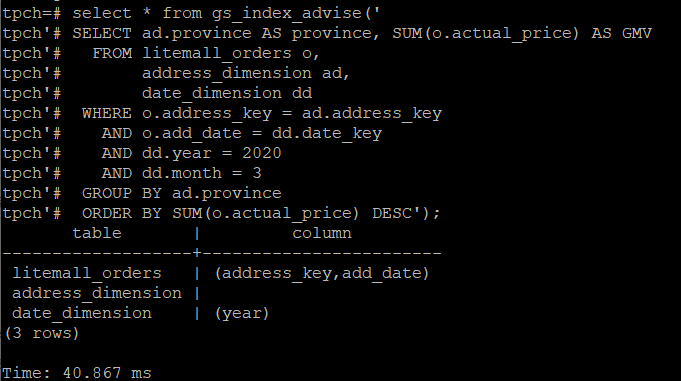 tpch=# select * from gs_index_advise('
tpch'# SELECT ad.province AS province, SUM(o.actual_price) AS GMV
tpch'#   FROM litemall_orders o,
tpch'#        address_dimension ad,
tpch'#        date_dimension dd
tpch'#  WHERE o.address_key = ad.address_key
tpch'#    AND o.add_date = dd.date_key
tpch'#    AND dd.year = 2020
tpch'#    AND dd.month = 3
tpch'#  GROUP BY ad.province
tpch'#  ORDER BY SUM(o.actual_price) DESC');
       table       |         column
-------------------+------------------------
 litemall_orders   | (address_key,add_date)
 address_dimension |
 date_dimension    | (year)
(3 rows)

Time: 40.867 ms